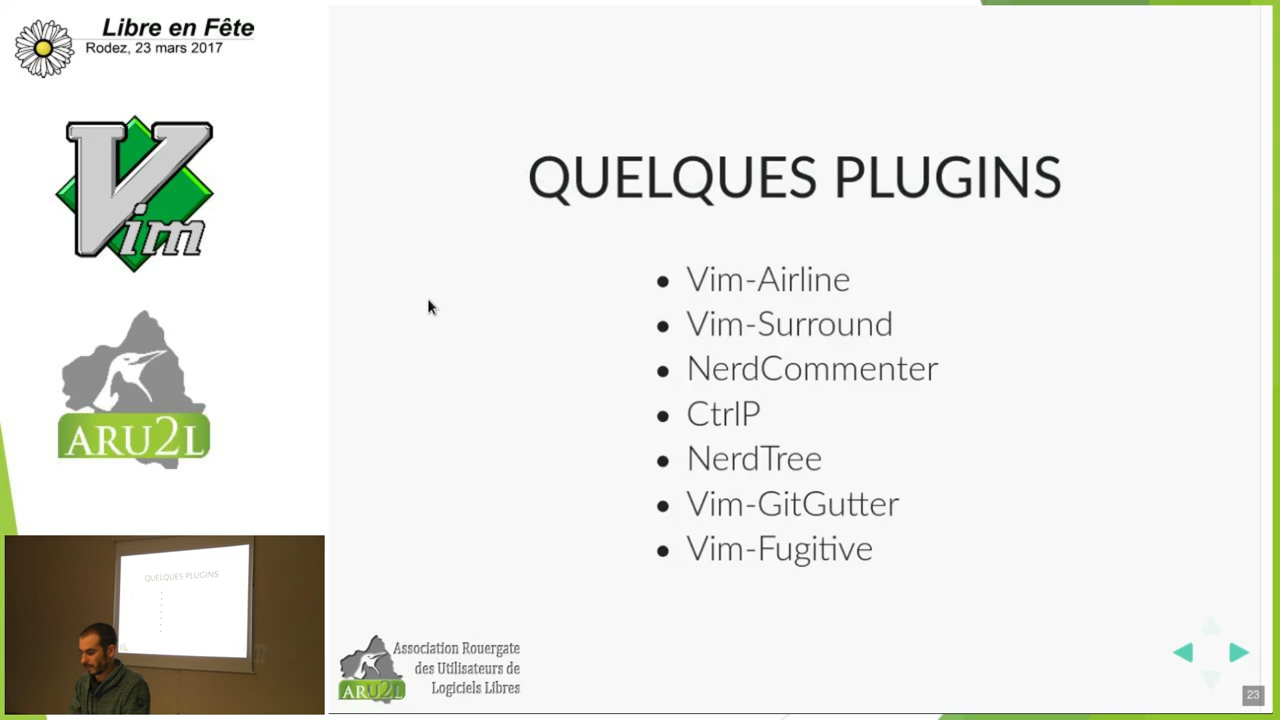 Libre en Fête
Rodez, 23 mars 2017
Vim
ARU2L
QUELQUES PLUGINS
Vim-Airline
Vim-Surround
NerdCommenter
CtrlP
NerdTree
Vim-GitGutter
Vim-Fugitive
QUELQUES PLUGINS
Association Rouergate
des Utilisateurs de
Logiciels Libres
ARU2L
23